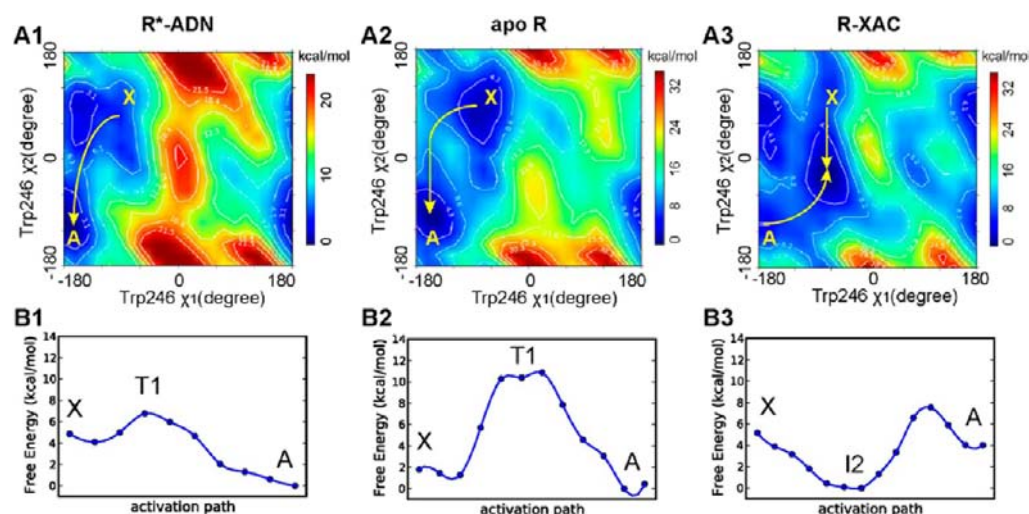 R*-ADN apo R R-XAC
A1 A2 A3
kcal/mol kcal/mol kcal/mol
180 180 180
X X X
20 32 32
24 24
0 0 0
10 16 16
8 8
0 0 0
A A A A
-180 -180 -180
-180 0 180 -180 0 180 -180 0 180
Trp246 χ2(degree) Trp246 χ2(degree) Trp246 χ2(degree)
Trp246 χ1(degree) Trp246 χ1(degree) Trp246 χ1(degree)
B1 B2 B3
14 14 14
12 12 12
10 10 10
8 8 8
6 6 6
4 4 4
2 2 2
0 0 0
Free Energy (kcal/mol) Free Energy (kcal/mol) Free Energy (kcal/mol)
X T1 A X T1 A X I2 A
activation path activation path activation path